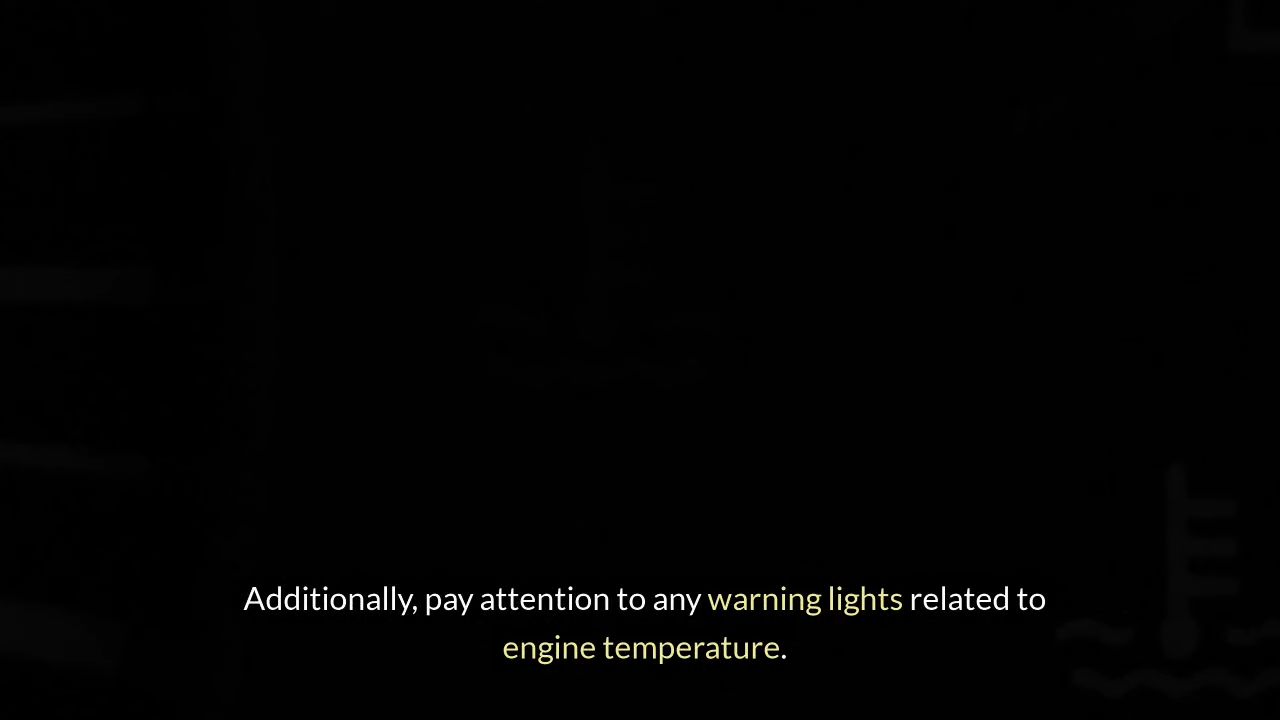 Additionally, pay attention to any warning lights related to
engine temperature.